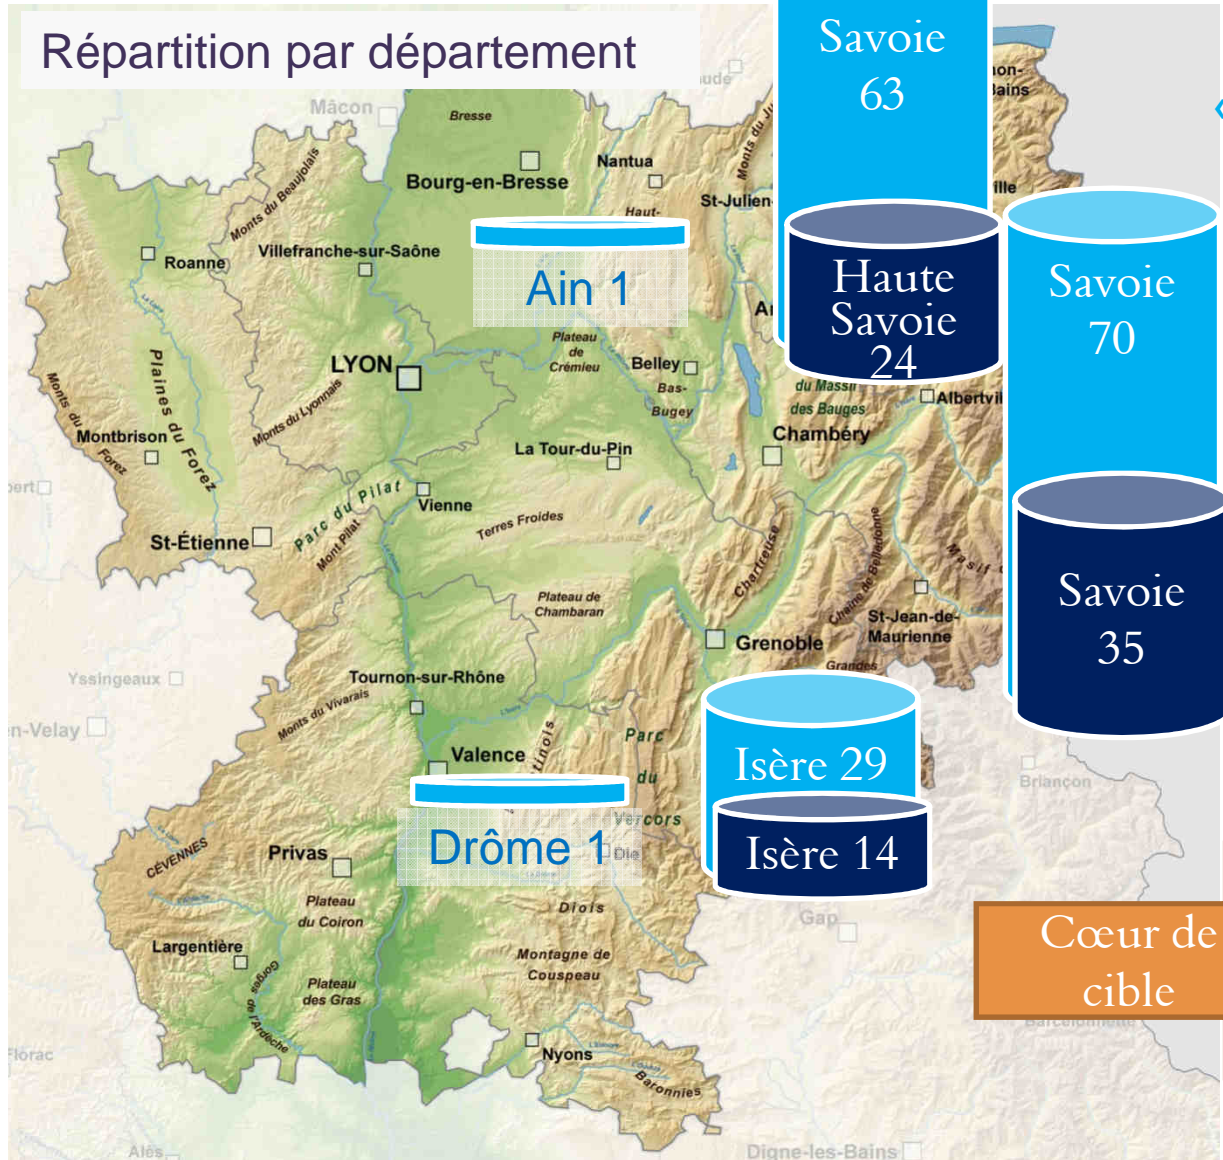 Répartition par département
Savoie
63
Mâcon
Bresse
Bains
Monts du Beaujolais
Bourg-en-Bresse
Nantua
Haut-
St-Julien-
Roanne
Villefranche-sur-Saône
Ain 1
Haute
Savoie
24
Savoie
70
Plateau
de
Crémieu
LYON
Belley
Bas-
Bugey
du Massif
des Bauges
Plaines du Forez
Monts du Forez
Monts du Lyonnais
Montbrison
La Tour-du-Pin
Chambéry
Parc du Pilat
Mont Pilat
Vienne
Terres Froides
St-Étienne
Chartreuse
Chaine de Belledonne
Plateau de
Chambaran
Savoie
35
St-Jean-de-
Maurienne
Grenoble
Grandes
Yssingeaux
Tournon-sur-Rhône
Monts du Vivarais
Valence
Parc
du
Vercors
Isère 29
Isère 14
Briançon
Drôme 1
Die
CÉVENNES
Privas
Plateau
du Coiron
Diois
Gap
Cœur de
cible
Largentière
Gorges de l'Ardèche
Plateau
des Gras
Montagne de
Couspeau
Barcelonnette
Florac
Nyons
Baronnies
Alès
Digne-les-Bains